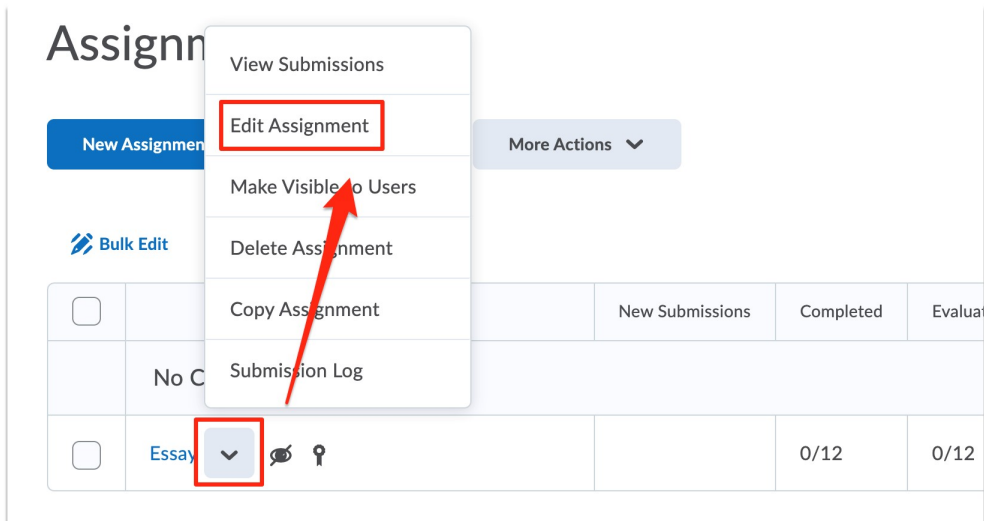 Assignn
View Submissions
Edit Assignment
New Assignmen
More Actions
Make Visible to Users
Bulk Edit
Delete Assignment
Copy Assignment
New Submissions Completed Evaluat
No C
Submission Log
Essay 0/12 0/12